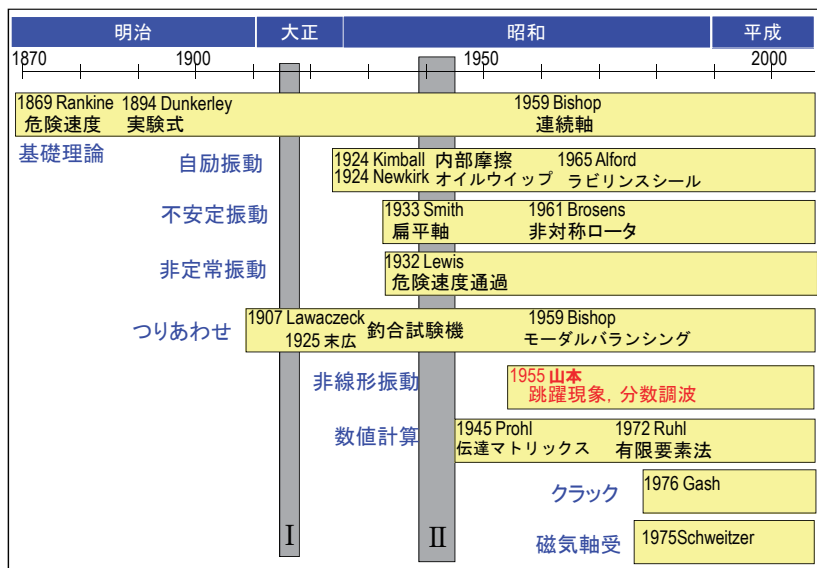 明治 大正 昭和 平成
1870 1900 1950 2000
1869 Rankine 1894 Dunkerley 1959 Bishop
危険速度 実験式 連続軸
基礎理論
自励振動
1924 Kimball 内部摩擦 1965 Alford
1924 Newkirk オイルウイップ ラビリンスシール
不安定振動
1933 Smith 1961 Brosens
扁平軸 非対称ロータ
非定常振動
1932 Lewis
危険速度通過
つりあわせ
1907 Lawaczeck 釣合試験機 1959 Bishop
1925 末広 モーダルバランシング
非線形振動
1955 山本
跳躍現象, 分数調波
数値計算
1945 Prohl 1972 Ruhl
伝達マトリックス 有限要素法
クラック
1976 Gash
磁気軸受
1975Schweitzer
I II